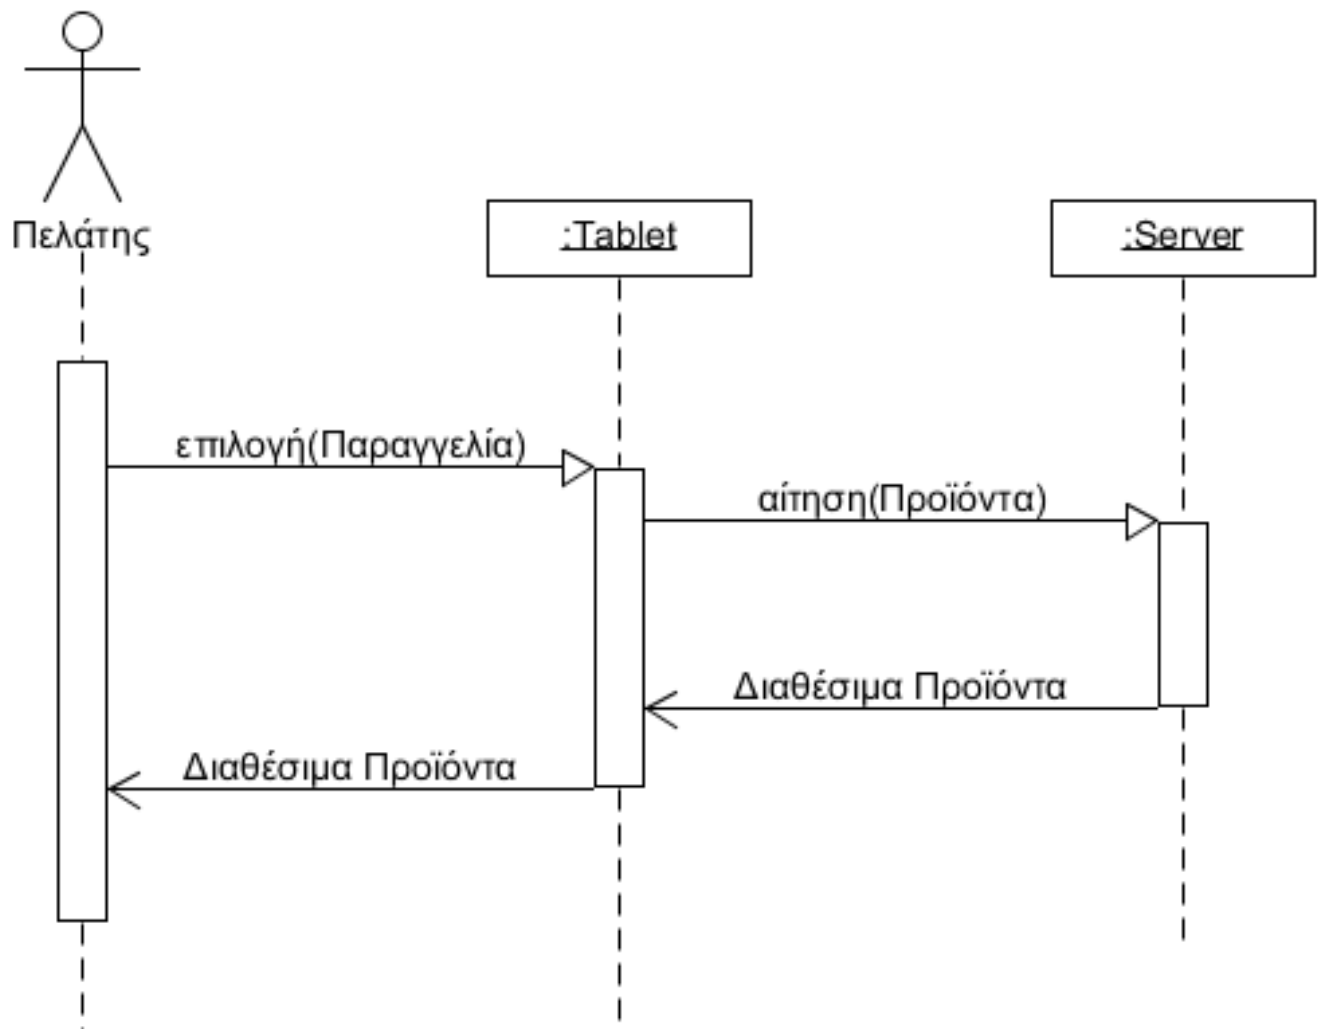 Πελάτης
:Tablet
:Server
επιλογή(Παραγγελία)
αίτηση(Προϊόντα)
Διαθέσιμα Προϊόντα
Διαθέσιμα Προϊόντα